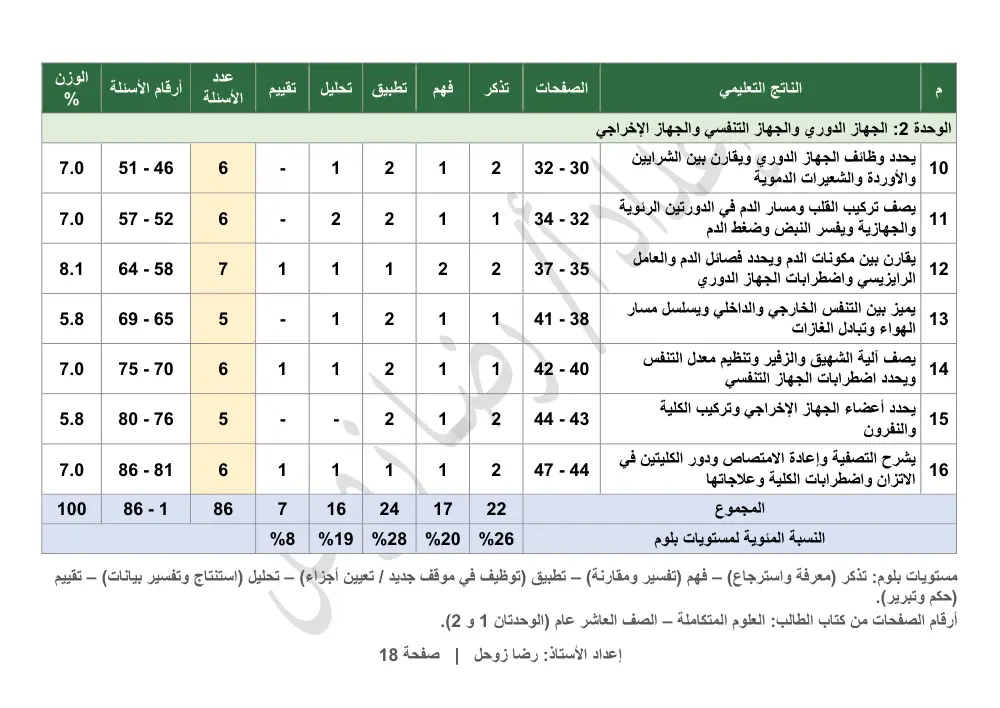 م | الناتج التعليمي | الصفحات | تذكر | فهم | تطبيق | تحليل | تقييم | عدد الأسئلة | أرقام الأسئلة | الوزن %
الوحدة 2: الجهاز الدوري والجهاز التنفسي والجهاز الإخراجي
10 | يحدد وظائف الجهاز الدوري ويقارن بين الشرايين والأوردة والشعيرات الدموية | 30 - 32 | 2 | 1 | 2 | 1 | - | 6 | 46 - 51 | 7.0
11 | يصف تركيب القلب ومسار الدم في الدورتين الرئوية والجهازية ويفسر النبض وضغط الدم | 32 - 34 | 1 | 1 | 2 | 2 | - | 6 | 52 - 57 | 7.0
12 | يقارن بين مكونات الدم ويحدد فصائل الدم والعامل الرايزيسي واضطرابات الجهاز الدوري | 35 - 37 | 2 | 2 | 1 | 1 | 1 | 7 | 58 - 64 | 8.1
13 | يميز بين التنفس الخارجي والداخلي ويسلسل مسار الهواء وتبادل الغازات | 38 - 41 | 1 | 1 | 2 | 1 | - | 5 | 65 - 69 | 5.8
14 | يصف آلية الشهيق والزفير وتنظيم معدل التنفس ويحدد اضطرابات الجهاز التنفسي | 40 - 42 | 1 | 1 | 2 | 1 | 1 | 6 | 70 - 75 | 7.0
15 | يحدد أعضاء الجهاز الإخراجي وتركيب الكلية والنفرون | 43 - 44 | 2 | 1 | 2 | - | - | 5 | 76 - 80 | 5.8
16 | يشرح التصفية وإعادة الامتصاص ودور الكليتين في الاتزان واضطرابات الكلية وعلاجاتها | 44 - 47 | 2 | 1 | 1 | 1 | 1 | 6 | 81 - 86 | 7.0
المجموع | 22 | 17 | 24 | 16 | 7 | 86 | 1 - 86 | 100
النسبة المئوية لمستويات بلوم | 26% | 20% | 28% | 19% | 8%
مستويات بلوم: تذكر (معرفة واسترجاع) – فهم (تفسير ومقارنة) – تطبيق (توظيف في موقف جديد / تعيين أجزاء) – تحليل (استنتاج وتفسير بيانات) – تقييم
(حكم وتبرير).
أرقام الصفحات من كتاب الطالب: العلوم المتكاملة – الصف العاشر عام (الوحدتان 1 و 2).
إعداد الأستاذ: رضا زوحل | صفحة 18
إعداد أ/ رضا زوحل